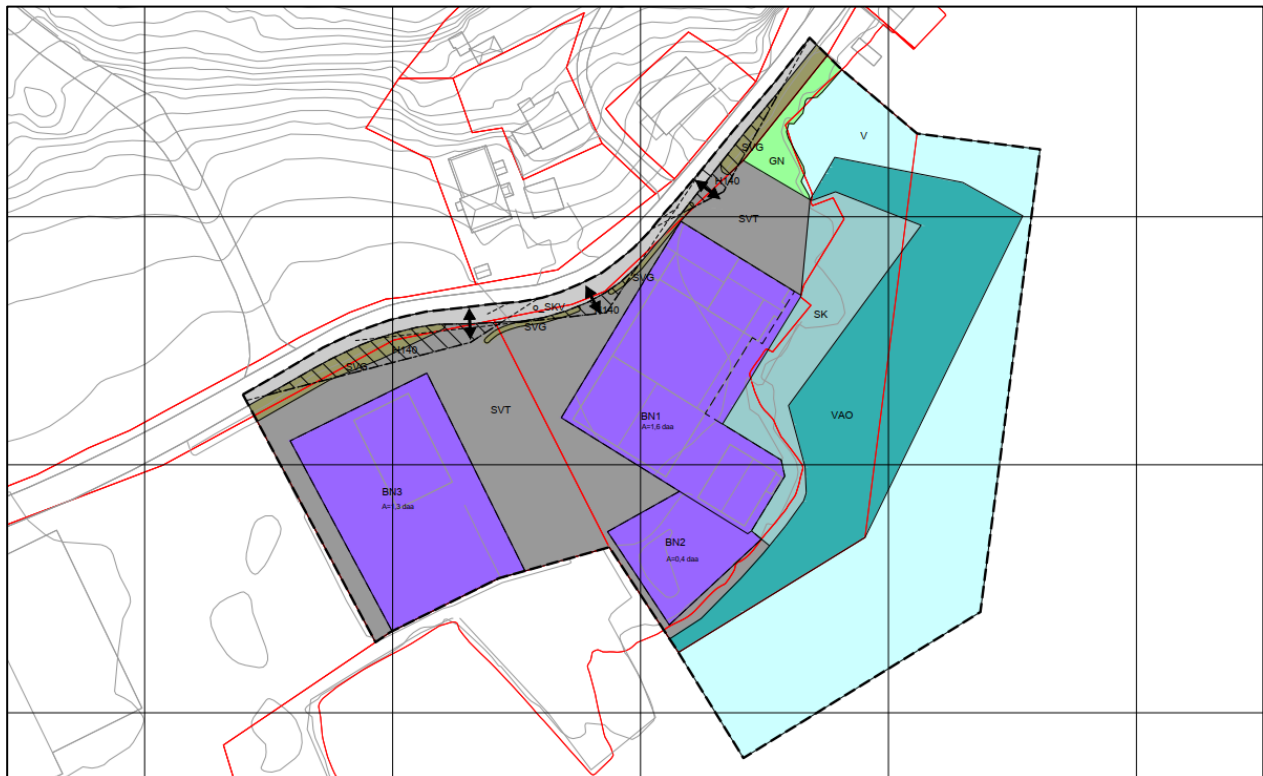 V
SVG
GN
H140
SVT
SVG
o_SKV
H140
SK
SVG
H140
SVG
SVT
BN1
A=1,6 daa
VAO
BN3
A=1,3 daa
BN2
A=0,4 daa